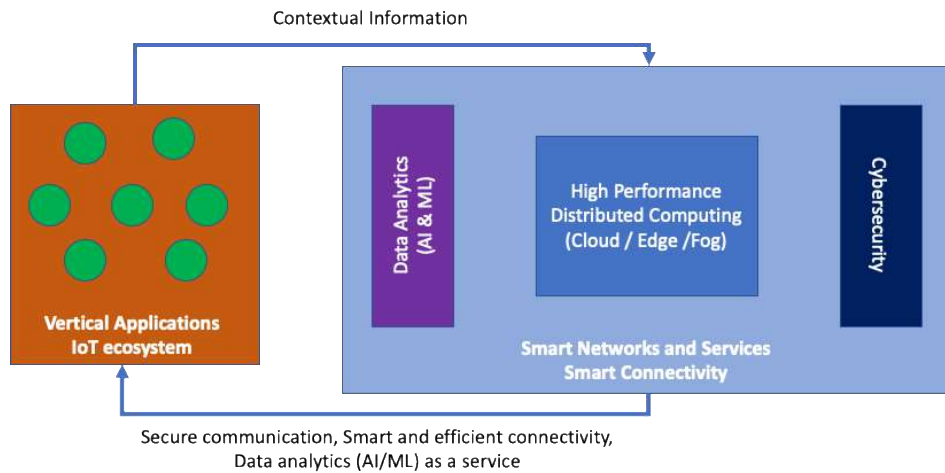 Contextual Information
Data Analytics
(AI & ML)
High Performance
Distributed Computing
(Cloud / Edge /Fog)
Cybersecurity
Vertical Applications
IoT ecosystem
Smart Networks and Services
Smart Connectivity
Secure communication, Smart and efficient connectivity,
Data analytics (AI/ML) as a service